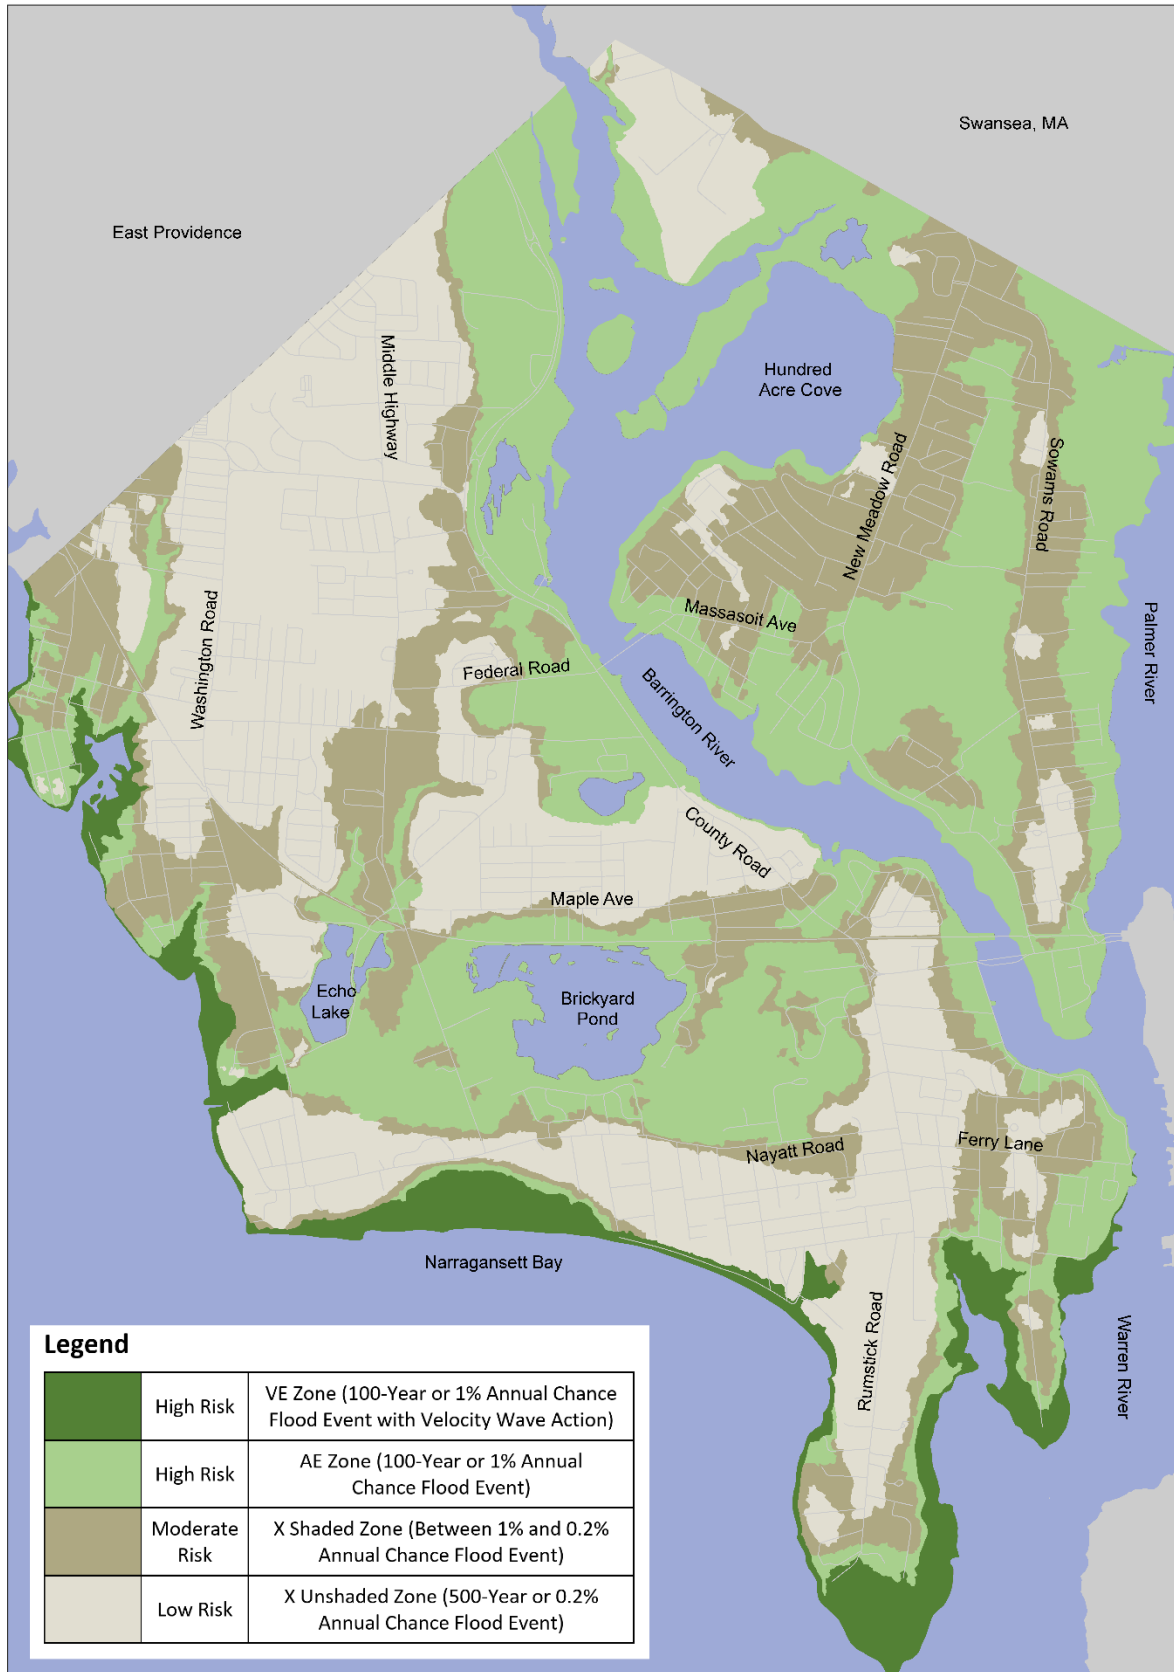 Swansea, MA
East Providence
Middle Highway
Hundred
Acre Cove
New Meadow Road
Sowams Road
Washington Road
Massasoit Ave
Palmer River
Federal Road
Barrington River
County Road
Maple Ave
Echo
Lake
Brickyard
Pond
Nayatt Road
Ferry Lane
Narragansett Bay
Rumstick Road
Warren River
Legend
High Risk
VE Zone (100-Year or 1% Annual Chance
Flood Event with Velocity Wave Action)
High Risk
AE Zone (100-Year or 1% Annual
Chance Flood Event)
Moderate
Risk
X Shaded Zone (Between 1% and 0.2%
Annual Chance Flood Event)
Low Risk
X Unshaded Zone (500-Year or 0.2%
Annual Chance Flood Event)